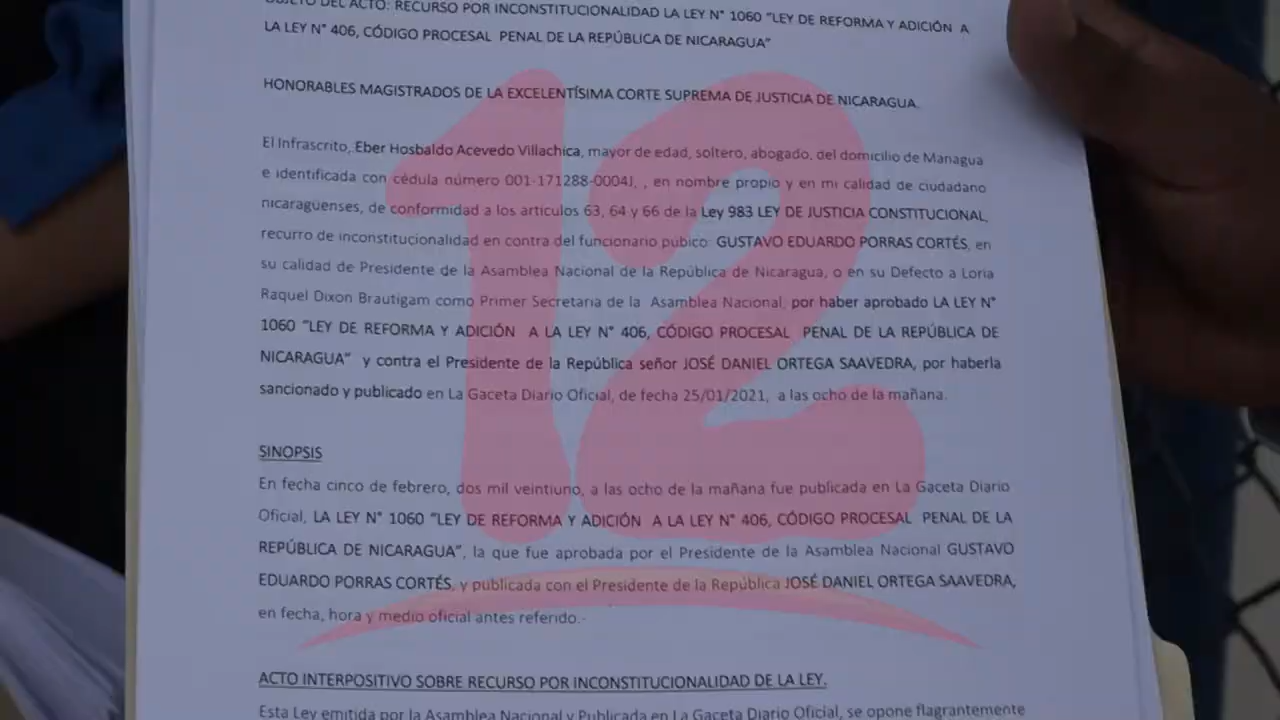 OBJETO DEL ACTO: RECURSO POR INCONSTITUCIONALIDAD LA LEY N° 1060 "LEY DE REFORMA Y ADICIÓN A
LA LEY N° 406, CÓDIGO PROCESAL PENAL DE LA REPÚBLICA DE NICARAGUA"
HONORABLES MAGISTRADOS DE LA EXCELENTÍSIMA CORTE SUPREMA DE JUSTICIA DE NICARAGUA.
El Infrascrito, Eber Hosbaldo Acevedo Villachica, mayor de edad, soltero, abogado, del domicilio de Managua
e identificada con cédula número 001-171288-0004J, , en nombre propio y en mi calidad de ciudadano
nicaragüenses, de conformidad a los artículos 63, 64 y 66 de la Ley 983 LEY DE JUSTICIA CONSTITUCIONAL,
recurro de inconstitucionalidad en contra del funcionario púbico: GUSTAVO EDUARDO PORRAS CORTÉS, en
su calidad de Presidente de la Asamblea Nacional de la República de Nicaragua, o en su Defecto a Loria
Raquel Dixon Brautigam como Primer Secretaria de la Asamblea Nacional, por haber aprobado LA LEY N°
1060 "LEY DE REFORMA Y ADICIÓN A LA LEY N° 406, CÓDIGO PROCESAL PENAL DE LA REPÚBLICA DE
NICARAGUA" y contra el Presidente de la República señor JOSÉ DANIEL ORTEGA SAAVEDRA, por haberla
sancionado y publicado en La Gaceta Diario Oficial, de fecha 25/01/2021, a las ocho de la mañana.
SINOPSIS
En fecha cinco de febrero, dos mil veintiuno, a las ocho de la mañana fue publicada en La Gaceta Diario
Oficial, LA LEY N° 1060 "LEY DE REFORMA Y ADICIÓN A LA LEY N° 406, CÓDIGO PROCESAL PENAL DE LA
REPÚBLICA DE NICARAGUA", la que fue aprobada por el Presidente de la Asamblea Nacional GUSTAVO
EDUARDO PORRAS CORTÉS, y publicada con el Presidente de la República JOSÉ DANIEL ORTEGA SAAVEDRA,
en fecha, hora y medio oficial antes referido.-
ACTO INTERPOSITIVO SOBRE RECURSO POR INCONSTITUCIONALIDAD DE LA LEY.
Esta Ley emitida por la Asamblea Nacional y Publicada en La Gaceta Diario Oficial, se opone flagrantemente
12